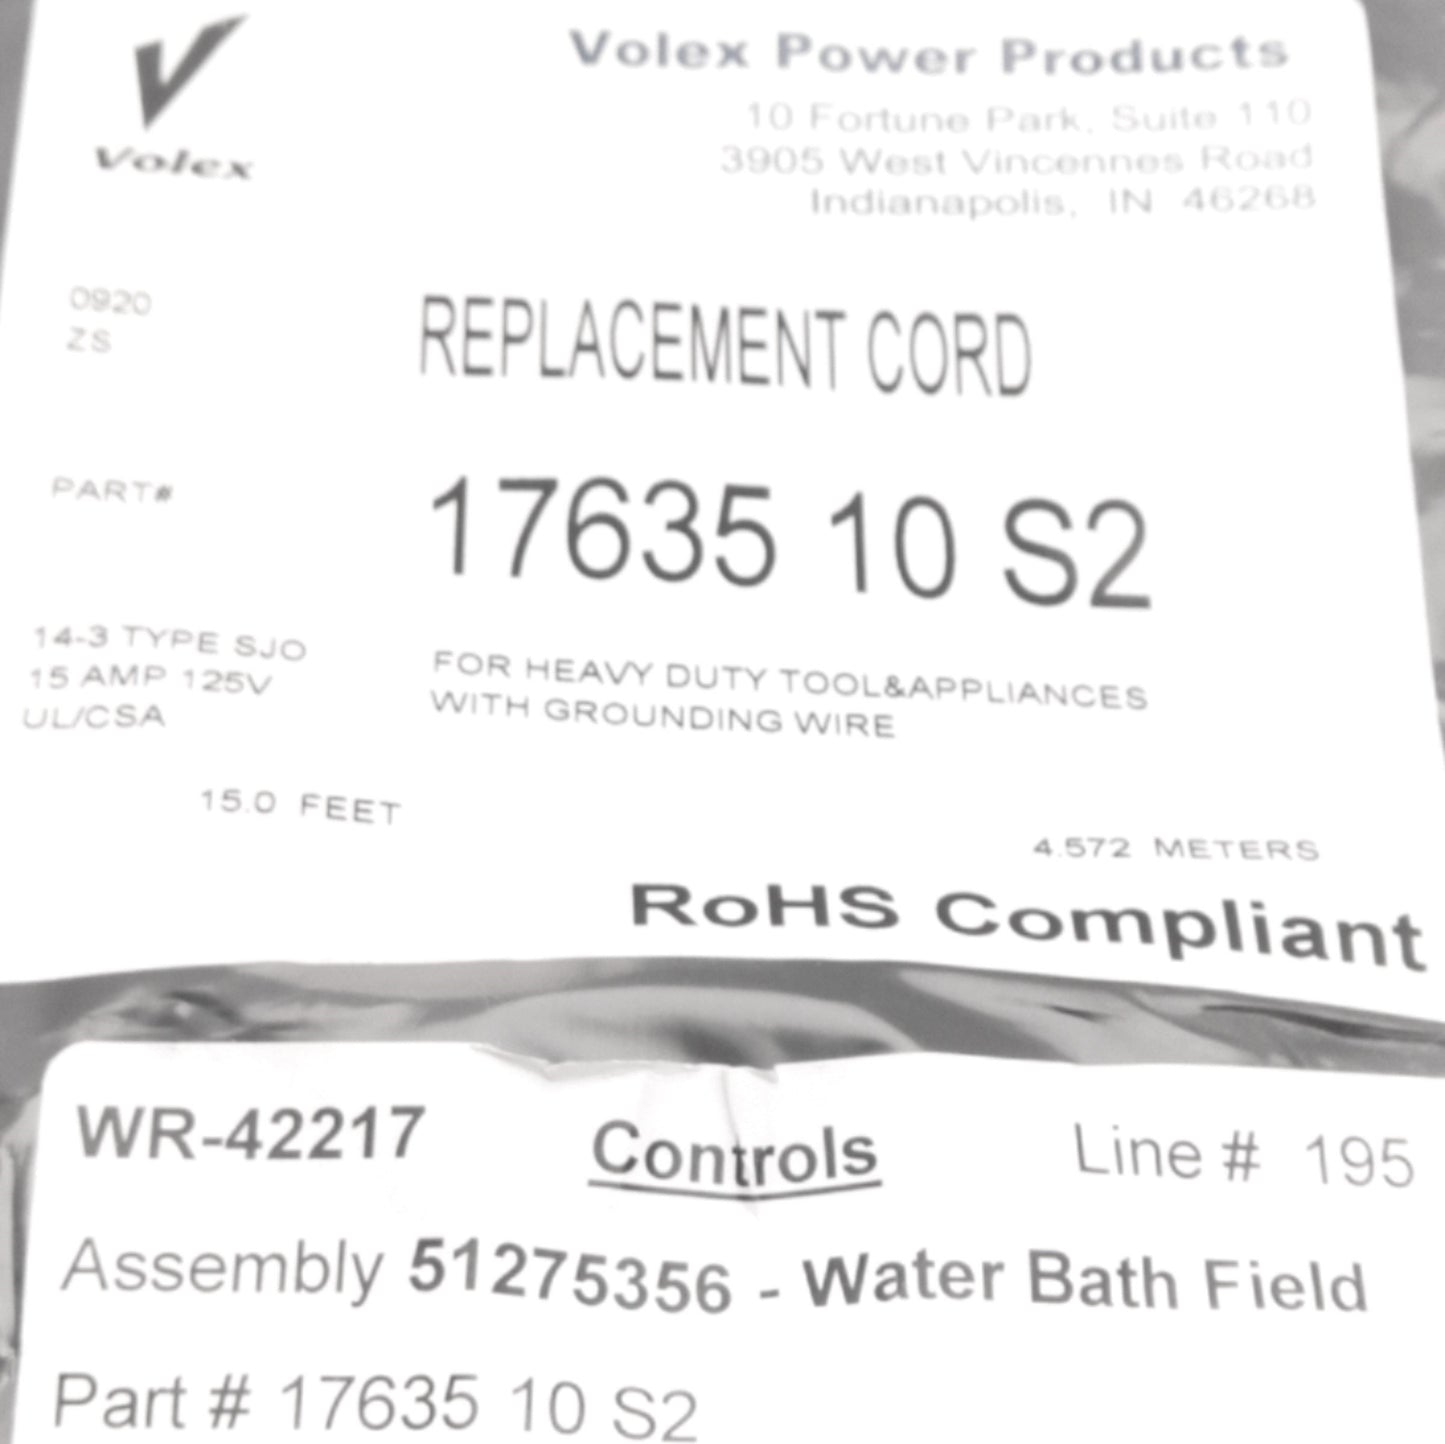 Volex
Volex Power Products
10 Fortune Park, Suite 110
3905 West Vincennes Road
Indianapolis, IN 46268
0920
ZS
REPLACEMENT CORD
PART#
17635 10 S2
14-3 TYPE SJO
15 AMP 125V
UL/CSA
FOR HEAVY DUTY TOOL&APPLIANCES
WITH GROUNDING WIRE
15.0 FEET
4.572 METERS
RoHS Compliant
WR-42217 Controls Line # 195
Assembly 51275356 - Water Bath Field
Part # 17635 10 S2